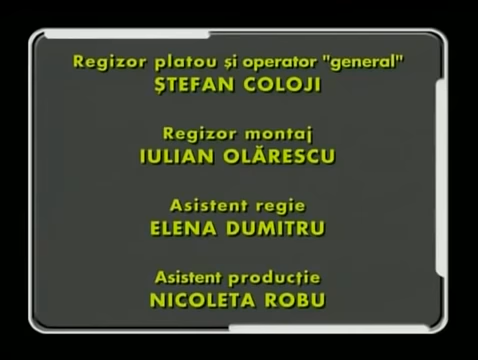 Regizor platou și operator "general"
ȘTEFAN COLOJI
Regizor montaj
IULIAN OLĂRESCU
Asistent regie
ELENA DUMITRU
Asistent producție
NICOLETA ROBU